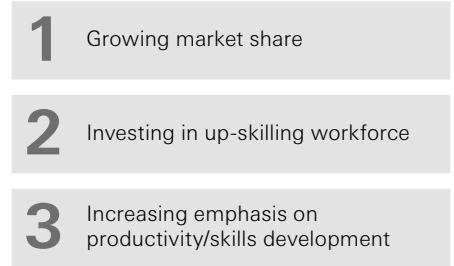 1 Growing market share
2 Investing in up-skilling workforce
3 Increasing emphasis on
productivity/skills development